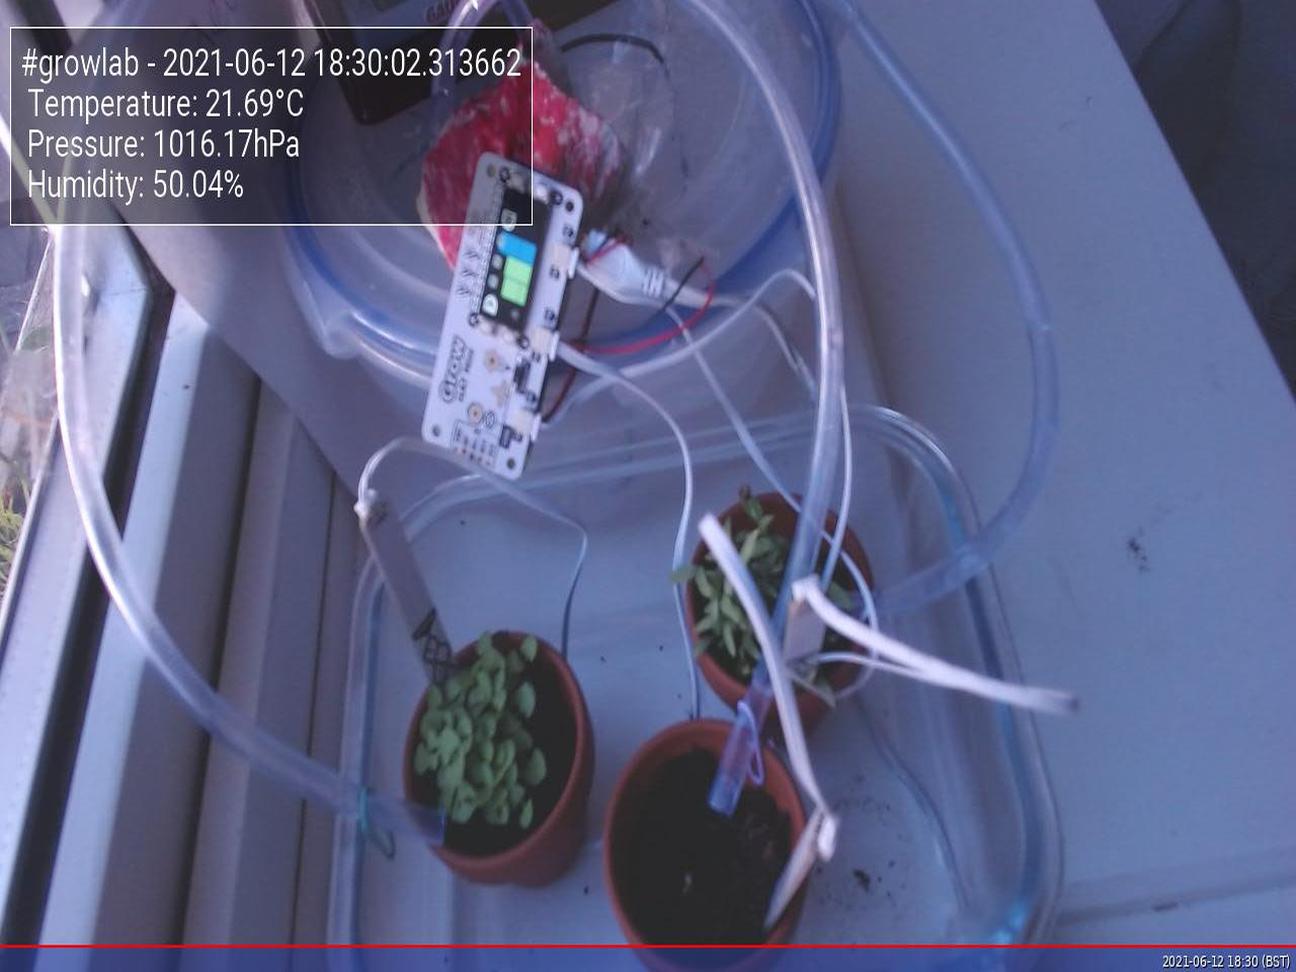 #growlab - 2021-06-12 18:30:02.313662
Temperature: 21.69°C
Pressure: 1016.17hPa
Humidity: 50.04%
GROW
2021-06-12 18:30 (BST)